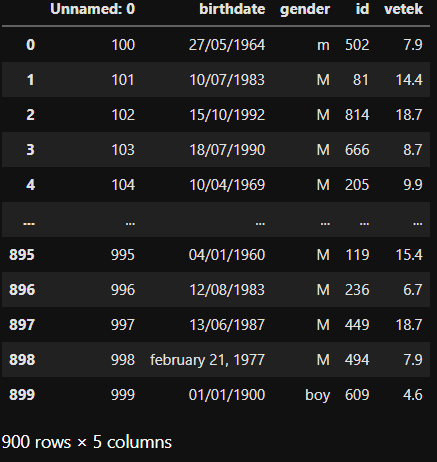 Unnamed: 0 birthdate gender id vetek
0 100 27/05/1964 m 502 7.9
1 101 10/07/1983 M 81 14.4
2 102 15/10/1992 M 814 18.7
3 103 18/07/1990 M 666 8.7
4 104 10/04/1969 M 205 9.9
... ... ... ... ... ...
895 995 04/01/1960 M 119 15.4
896 996 12/08/1983 M 236 6.7
897 997 13/06/1987 M 449 18.7
898 998 february 21, 1977 M 494 7.9
899 999 01/01/1900 boy 609 4.6
900 rows × 5 columns